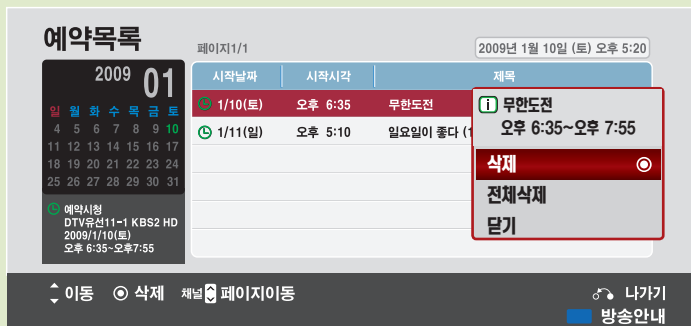 예약목록
페이지1/1
2009년 1월 10일 (토) 오후 5:20
2009 01
일 월 화 수 목 금 토
4 5 6 7 8 9 10
11 12 13 14 15 16 17
18 19 20 21 22 23 24
25 26 27 28 29 30 31
예약시청
DTV유선11-1 KBS2 HD
2009/1/10(토)
오후 6:35~오후7:55
시작날짜 시작시각 제목
1/10(토) 오후 6:35 무한도전
1/11(일) 오후 5:10 일요일이 좋다 (1
i 무한도전
오후 6:35~오후 7:55
삭제
전체삭제
닫기
이동 삭제 채널 페이지이동
나가기
방송안내